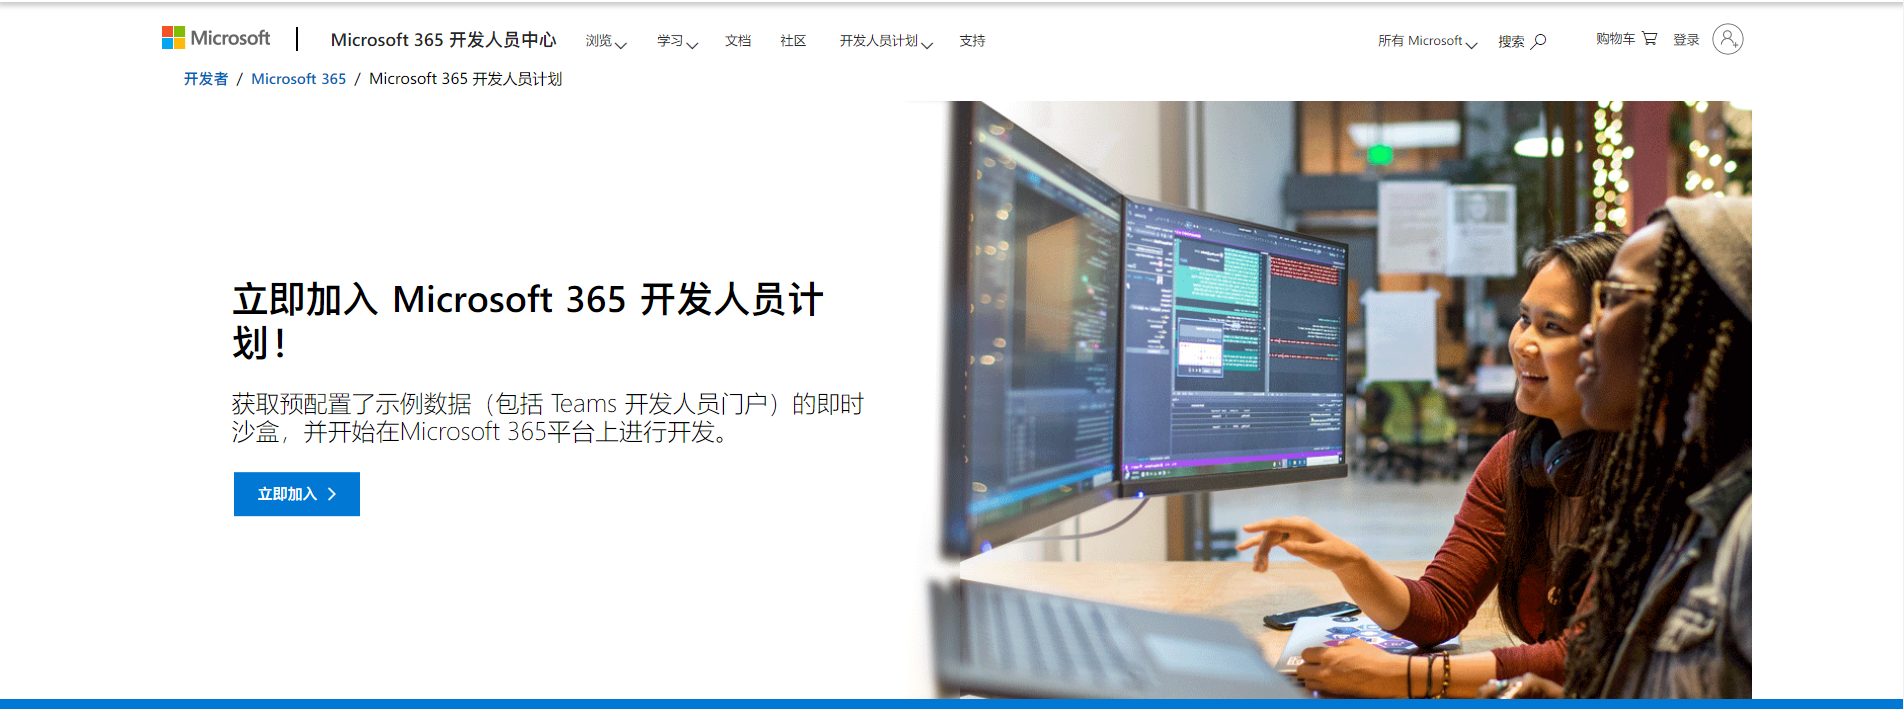 Microsoft
Microsoft 365 开发人员中心
浏览
学习
文档
社区
开发人员计划
支持
所有 Microsoft
搜索
购物车
登录
开发者 / Microsoft 365 / Microsoft 365 开发人员计划
立即加入 Microsoft 365 开发人员计
划！
获取预配置了示例数据（包括 Teams 开发人员门户）的即时
沙盒，并开始在Microsoft 365平台上进行开发。
立即加入